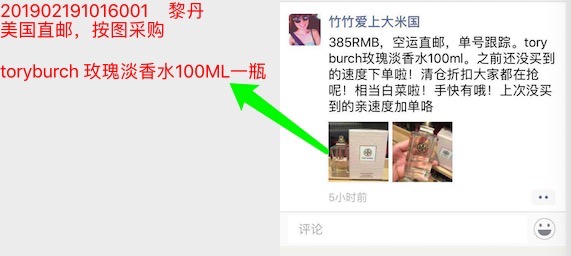 201902191016001 黎丹
美国直邮，按图采购
toryburch 玫瑰淡香水100ML一瓶
竹竹爱上大米国
385RMB，空运直邮，单号跟踪。tory
burch玫瑰淡香水100ml。之前还没买到
的速度下单啦！清仓折扣大家都在抢
呢！相当白菜啦！手快有哦！上次没买
到的亲速度加单咯
5小时前
评论